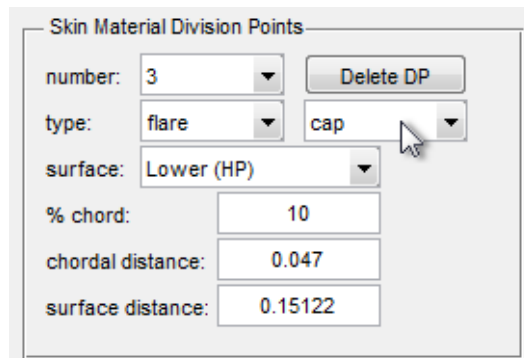 Skin Material Division Points
number: 3 Delete DP
type: flare cap
surface: Lower (HP)
% chord: 10
chordal distance: 0.047
surface distance: 0.15122